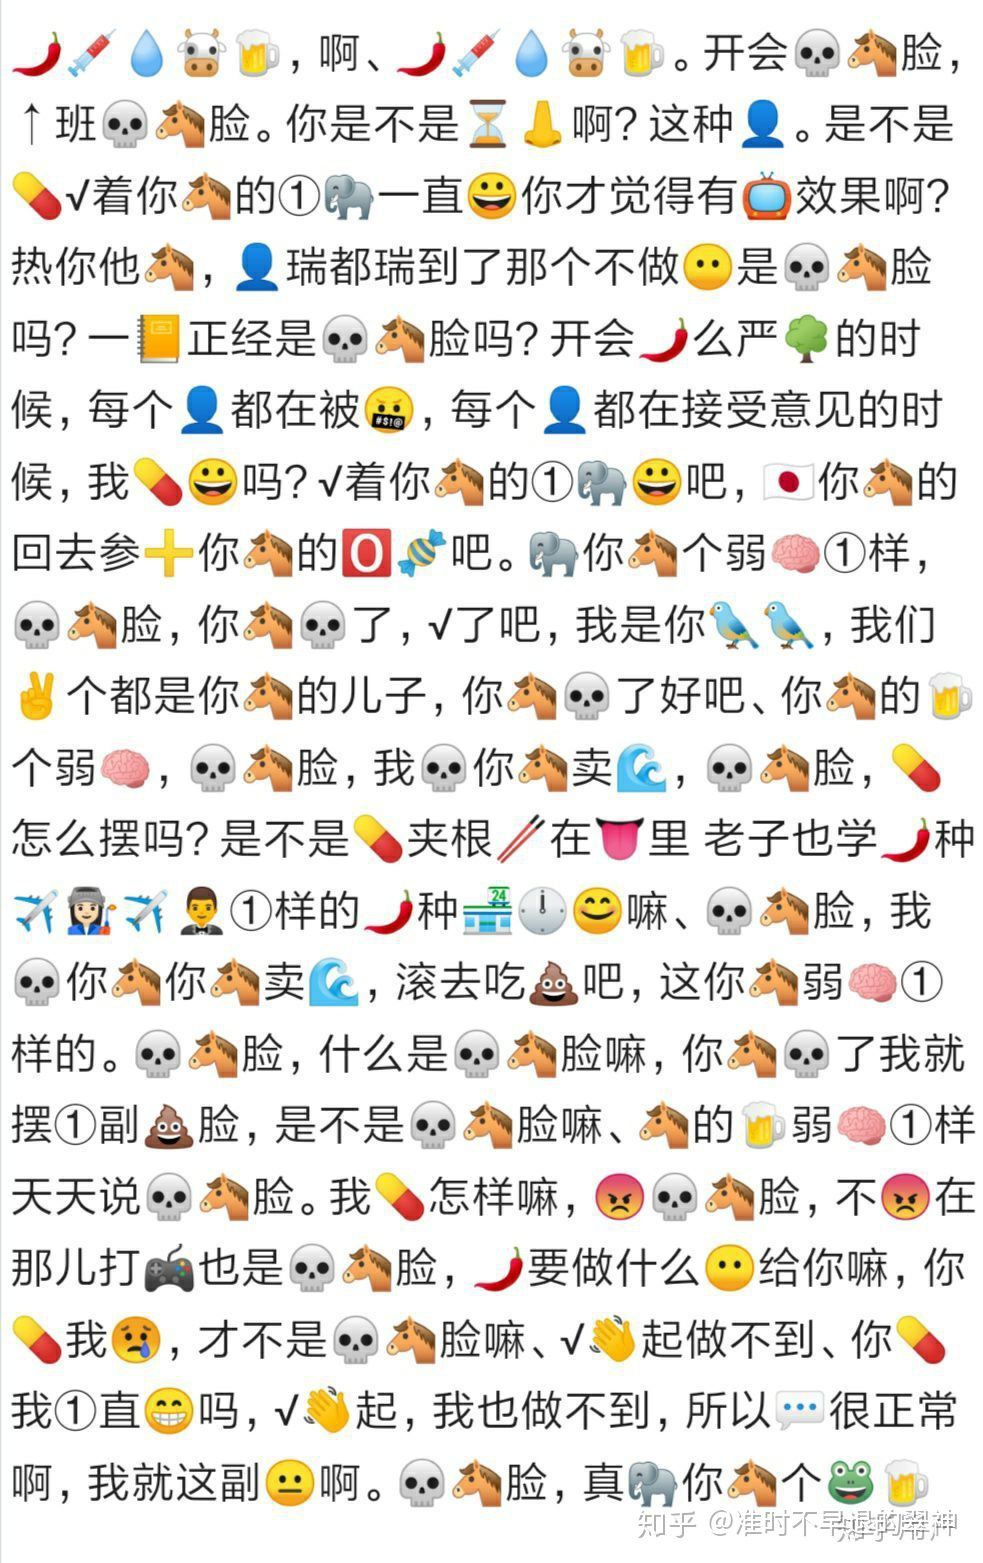 🌶️💉💧🐮🍺，啊、🌶️💉💧🐮🍺。开会💀🐴脸，
↑班💀🐴脸。你是不是⏳👃啊？这种👤。是不是
💊√着你🐴的①🐘一直😀你才觉得有📺效果啊？
热你他🐴，👤瑞都瑞到了那个不做😶是💀🐴脸
吗？一📒正经是💀🐴脸吗？开会🌶️么严🌳的时
候，每个👤都在被🤬，每个👤都在接受意见的时
候，我💊😀吗？√着你🐴的①🐘😀吧，🇯🇵你🐴的
回去参➕你🐴的🅾️🍬吧。🐘你🐴个弱🧠①样，
💀🐴脸，你🐴💀了，√了吧，我是你🐦🐦，我们
✌️个都是你🐴的儿子，你🐴💀了好吧、你🐴的🍺
个弱🧠，💀🐴脸，我💀你🐴卖🌊，💀🐴脸，💊
怎么摆吗？是不是💊夹根🥢在👅里 老子也学🌶️种
✈️👩‍🏭✈️🤵①样的🌶️种🏪🕛😊嘛、💀🐴脸，我
💀你🐴你🐴卖🌊，滚去吃💩吧，这你🐴弱🧠①
样的。💀🐴脸，什么是💀🐴脸嘛，你🐴💀了我就
摆①副💩脸，是不是💀🐴脸嘛、🐴的🍺弱🧠①样
天天说💀🐴脸。我💊怎样嘛，😡💀🐴脸，不😡在
那儿打🎮也是💀🐴脸，🌶️要做什么😶给你嘛，你
💊我😢，才不是💀🐴脸嘛、√👋起做不到、你💊
我①直😁吗，√👋起，我也做不到，所以💬很正常
啊，我就这副😐啊。💀🐴脸，真🐘你🐴个🐸🍺
知乎 @准时不早退的翠神